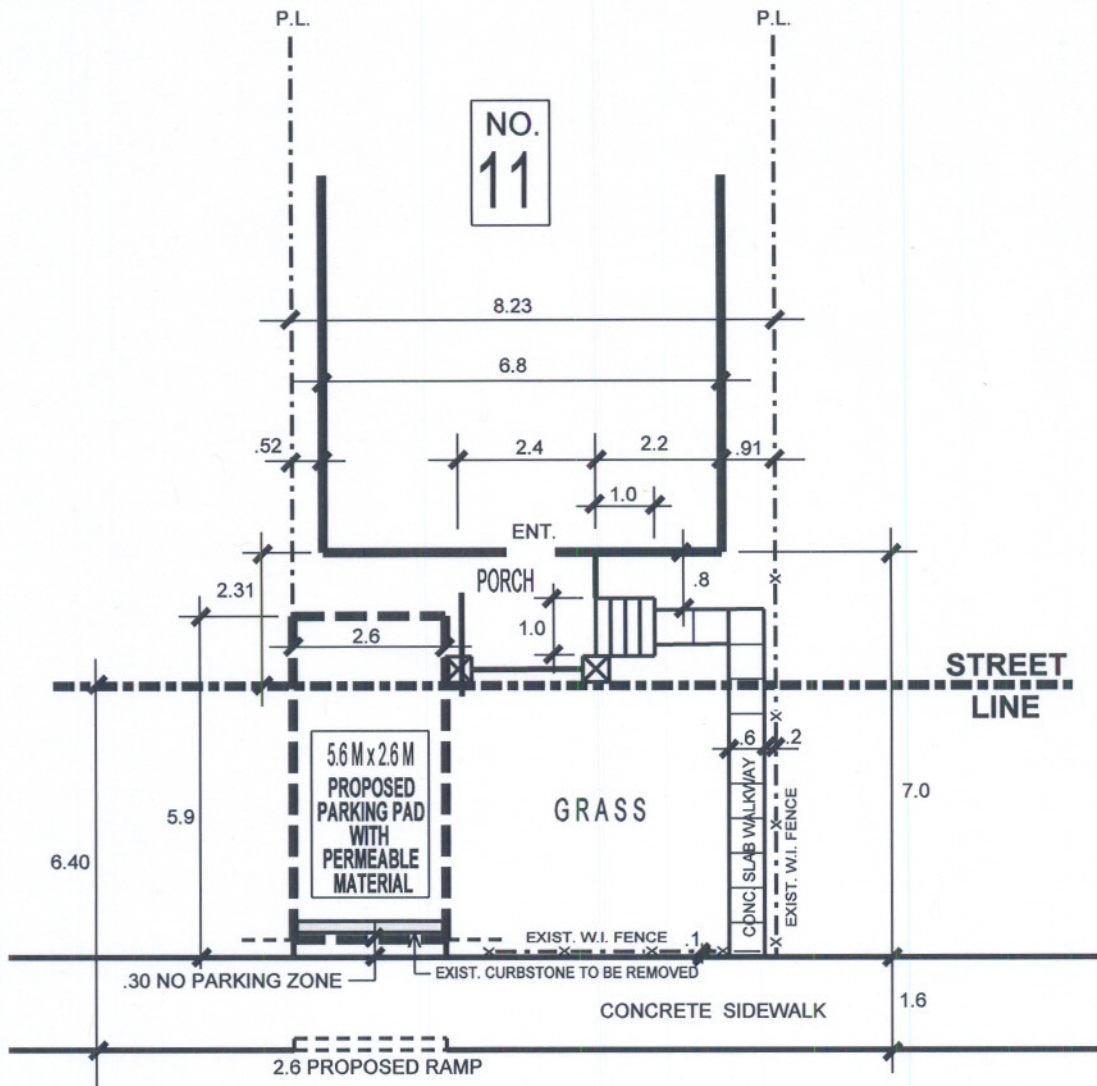 P.L.
P.L.
NO.
11
8.23
6.8
.52
2.4
2.2
.91
1.0
ENT.
PORCH
.8
2.31
1.0
2.6
STREET
LINE
5.6 M x 2.6 M
PROPOSED
PARKING PAD
WITH
PERMEABLE
MATERIAL
.6
.2
GRASS
CONC. SLAB WALKWAY
EXIST. W.I. FENCE
7.0
5.9
6.40
EXIST. W.I. FENCE
.1
.30 NO PARKING ZONE
EXIST. CURBSTONE TO BE REMOVED
CONCRETE SIDEWALK
1.6
2.6 PROPOSED RAMP